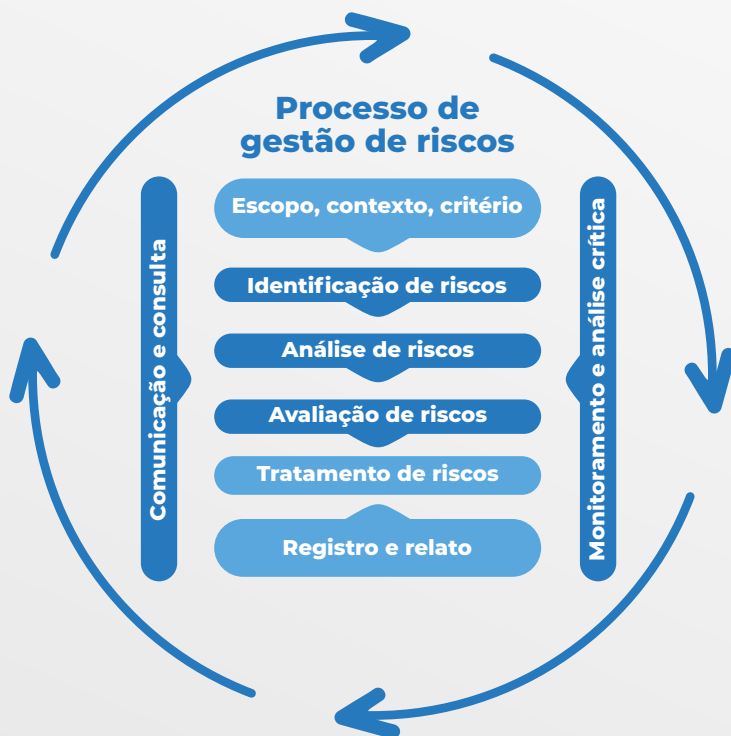 Processo de
gestão de riscos
Comunicação e consulta
Escopo, contexto, critério
Identificação de riscos
Análise de riscos
Avaliação de riscos
Tratamento de riscos
Registro e relato
Monitoramento e análise crítica